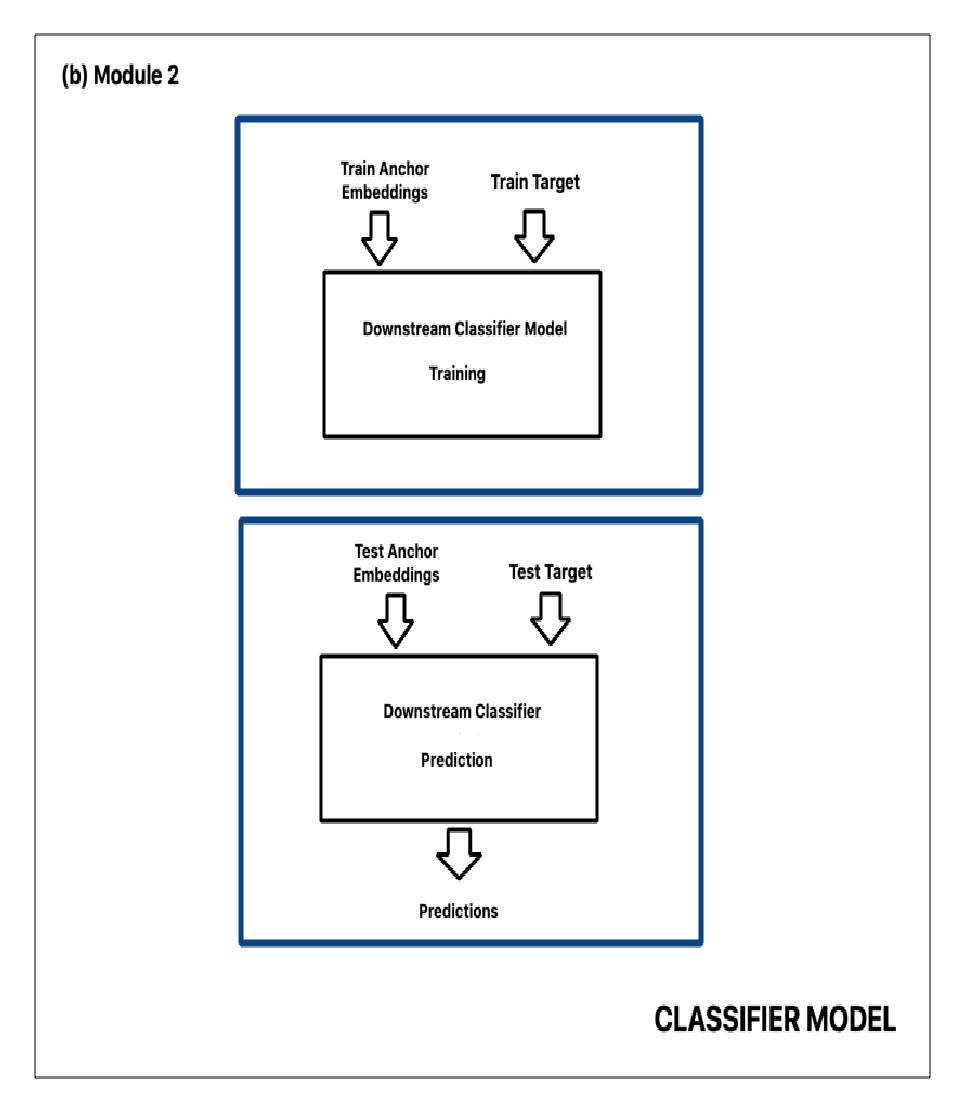 (b) Module 2
Train Anchor
Embeddings
Train Target
Downstream Classifier Model
Training
Test Anchor
Embeddings
Test Target
Downstream Classifier
Prediction
Predictions
CLASSIFIER MODEL